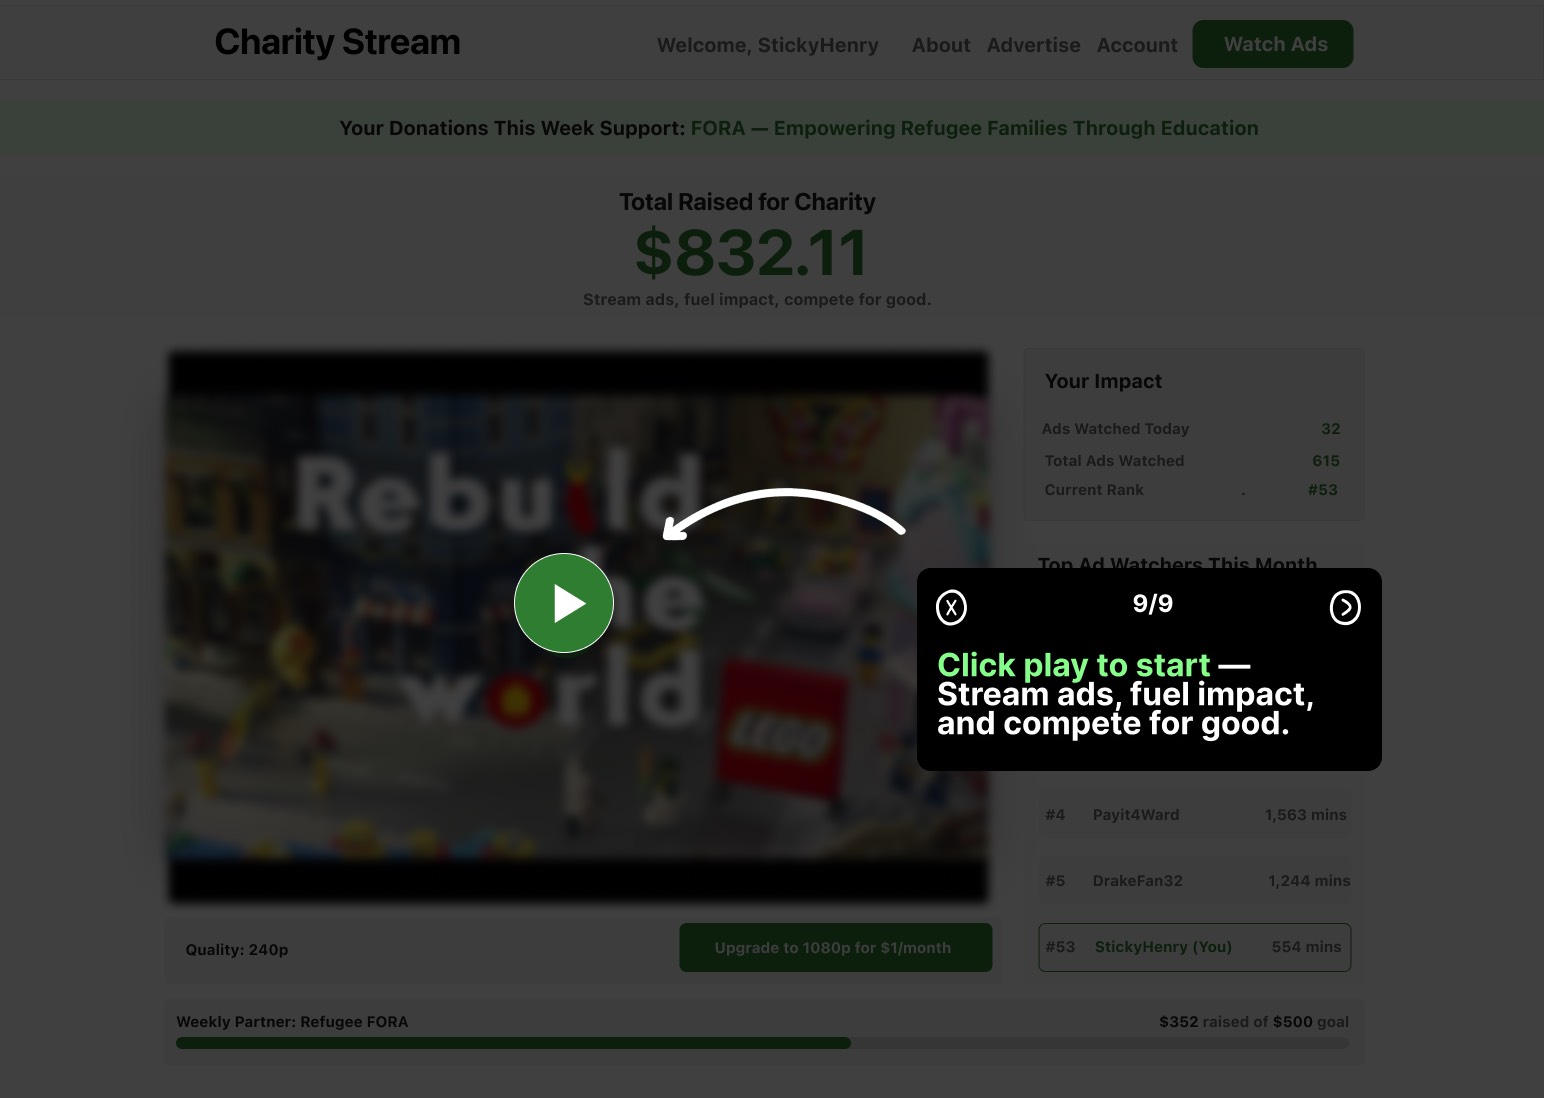 Charity Stream
Welcome, StickyHenry About Advertise Account Watch Ads
Your Donations This Week Support: FORA — Empowering Refugee Families Through Education
Total Raised for Charity
$832.11
Stream ads, fuel impact, compete for good.
Rebuild
the
world
LEGO
Your Impact
Ads Watched Today 32
Total Ads Watched 615
Current Rank . #53
Top Ad Watchers This Month
X 9/9 >
Click play to start —
Stream ads, fuel impact,
and compete for good.
#4 Payit4Ward 1,563 mins
#5 DrakeFan32 1,244 mins
#53 StickyHenry (You) 554 mins
Quality: 240p Upgrade to 1080p for $1/month
Weekly Partner: Refugee FORA $352 raised of $500 goal